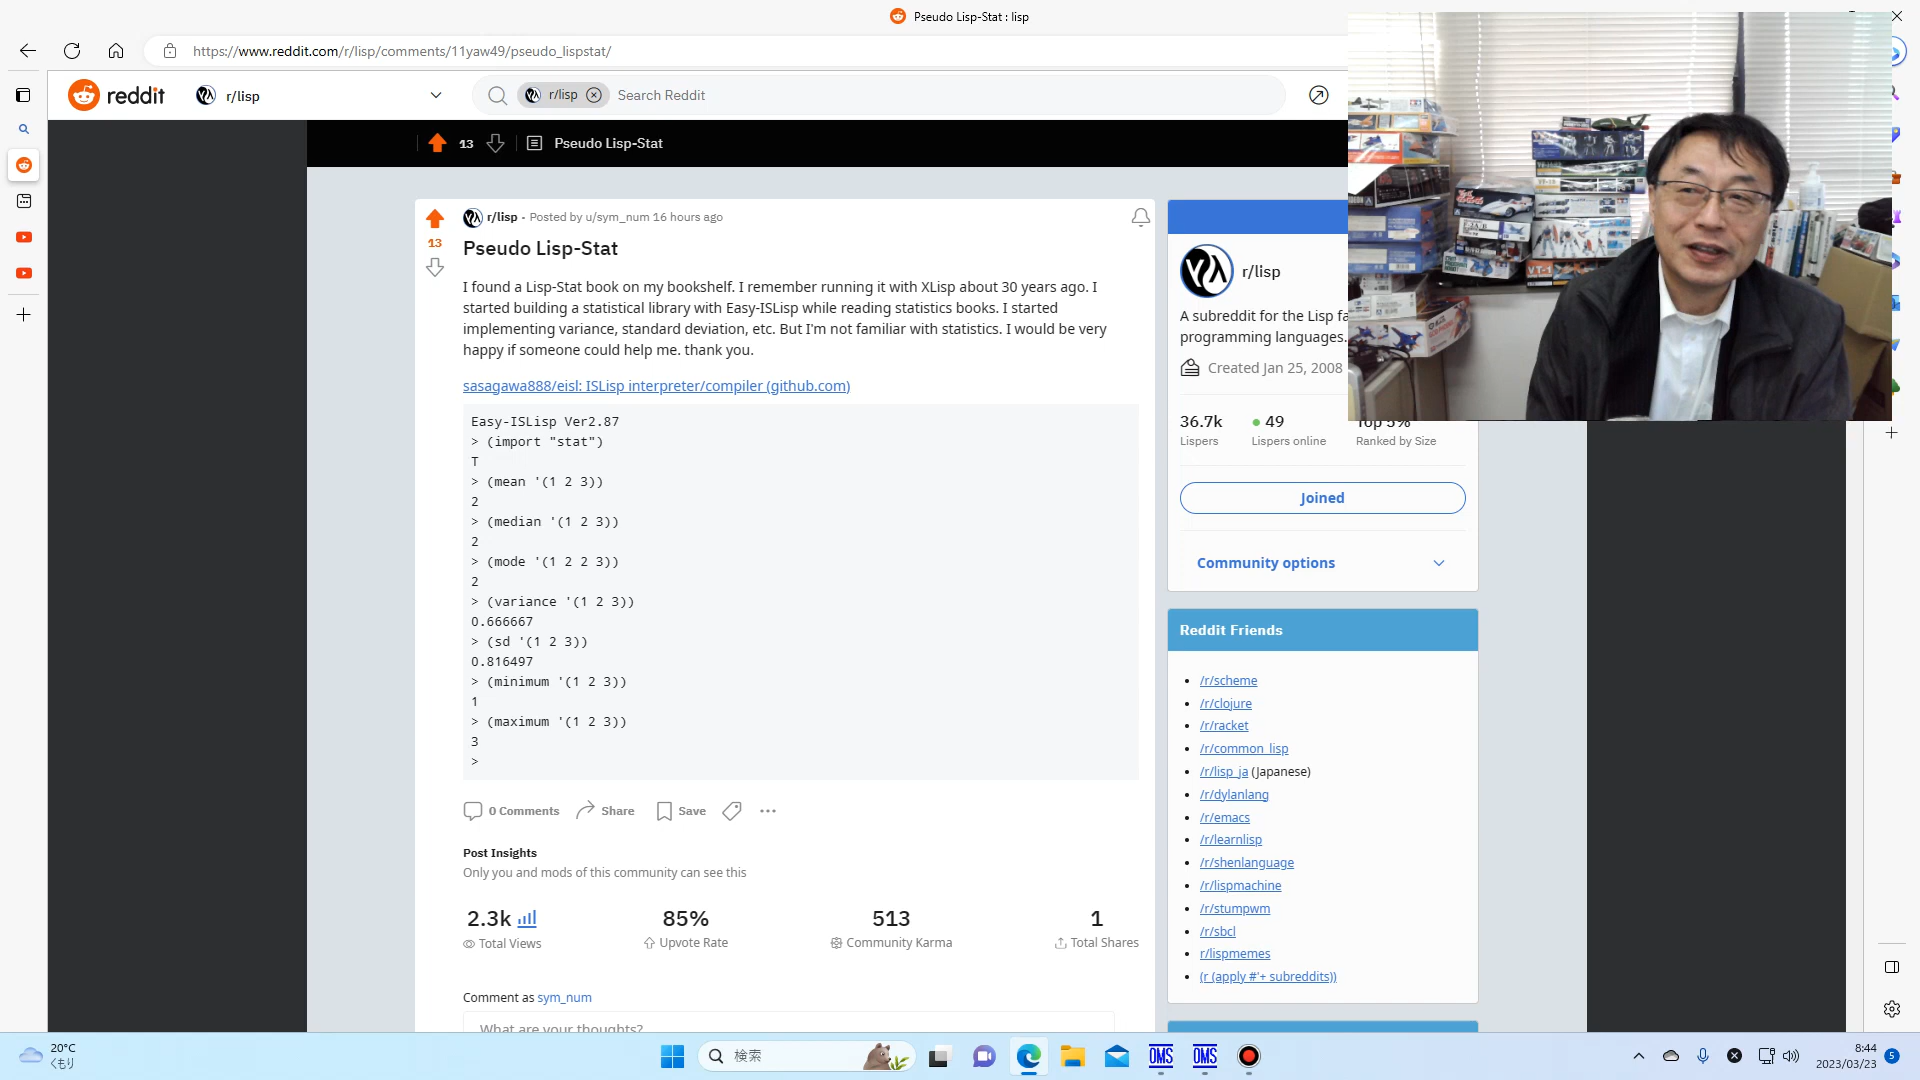 Pseudo Lisp-Stat : lisp
https://www.reddit.com/r/lisp/comments/11yaw49/pseudo_lispstat/
reddit
r/lisp
r/lisp
Search Reddit
13
Pseudo Lisp-Stat
13
r/lisp · Posted by u/sym_num 16 hours ago
Pseudo Lisp-Stat
I found a Lisp-Stat book on my bookshelf. I remember running it with XLisp about 30 years ago. I
started building a statistical library with Easy-ISLisp while reading statistics books. I started
implementing variance, standard deviation, etc. But I'm not familiar with statistics. I would be very
happy if someone could help me. thank you.
sasagawa888/eisl: ISLisp interpreter/compiler (github.com)
Easy-ISLisp Ver2.87
> (import "stat")
T
> (mean '(1 2 3))
2
> (median '(1 2 3))
2
> (mode '(1 2 2 3))
2
> (variance '(1 2 3))
0.666667
> (sd '(1 2 3))
0.816497
> (minimum '(1 2 3))
1
> (maximum '(1 2 3))
3
>
0 Comments
Share
Save
Post Insights
Only you and mods of this community can see this
2.3k
Total Views
85%
Upvote Rate
513
Community Karma
1
Total Shares
Comment as sym_num
What are your thoughts?
r/lisp
A subreddit for the Lisp fa
programming languages.
Created Jan 25, 2008
36.7k
Lispers
49
Lispers online
Top 5%
Ranked by Size
Joined
Community options
Reddit Friends
/r/scheme
/r/clojure
/r/racket
/r/common_lisp
/r/lisp_ja (Japanese)
/r/dylanlang
/r/emacs
/r/learnlisp
/r/shenlanguage
/r/lispmachine
/r/stumpwm
/r/sbcl
r/lispmemes
(r (apply #'+ subreddits))
VT-1
20°C
くもり
検索
OMS
OMS
8:44
2023/03/23
5